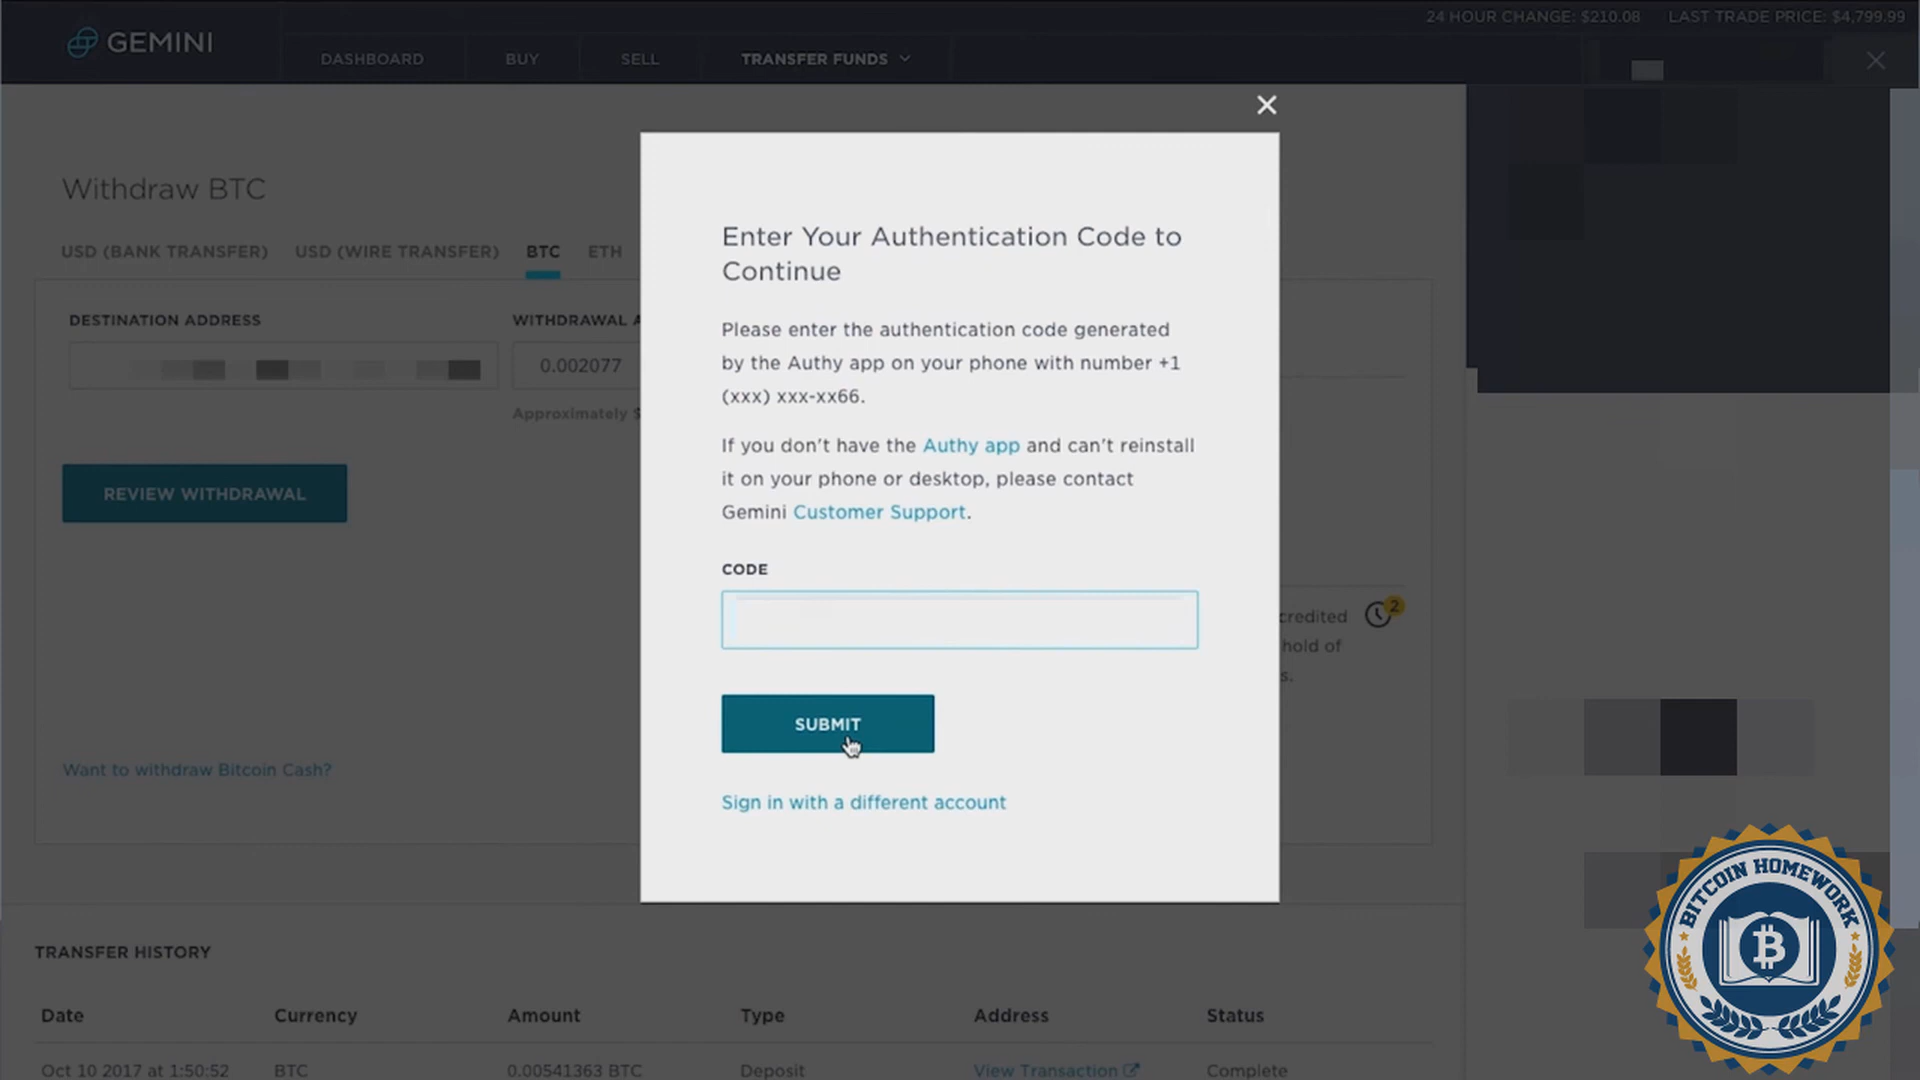 24 HOUR CHANGE: $210.08 LAST TRADE PRICE: $4,799.99
GEMINI
DASHBOARD BUY SELL TRANSFER FUNDS
Withdraw BTC
USD (BANK TRANSFER) USD (WIRE TRANSFER) BTC ETH
DESTINATION ADDRESS WITHDRAWAL A
0.002077
Approximately $
REVIEW WITHDRAWAL
Want to withdraw Bitcoin Cash?
Enter Your Authentication Code to
Continue
Please enter the authentication code generated
by the Authy app on your phone with number +1
(xxx) xxx-xx66.
If you don't have the Authy app and can't reinstall
it on your phone or desktop, please contact
Gemini Customer Support.
CODE
SUBMIT
Sign in with a different account
credited
2
hold of
s.
TRANSFER HISTORY
Date Currency Amount Type Address Status
Oct 10 2017 at 1:50:52 BTC 0.00541363 BTC Deposit View Transaction Complete
BITCOIN HOMEWORK